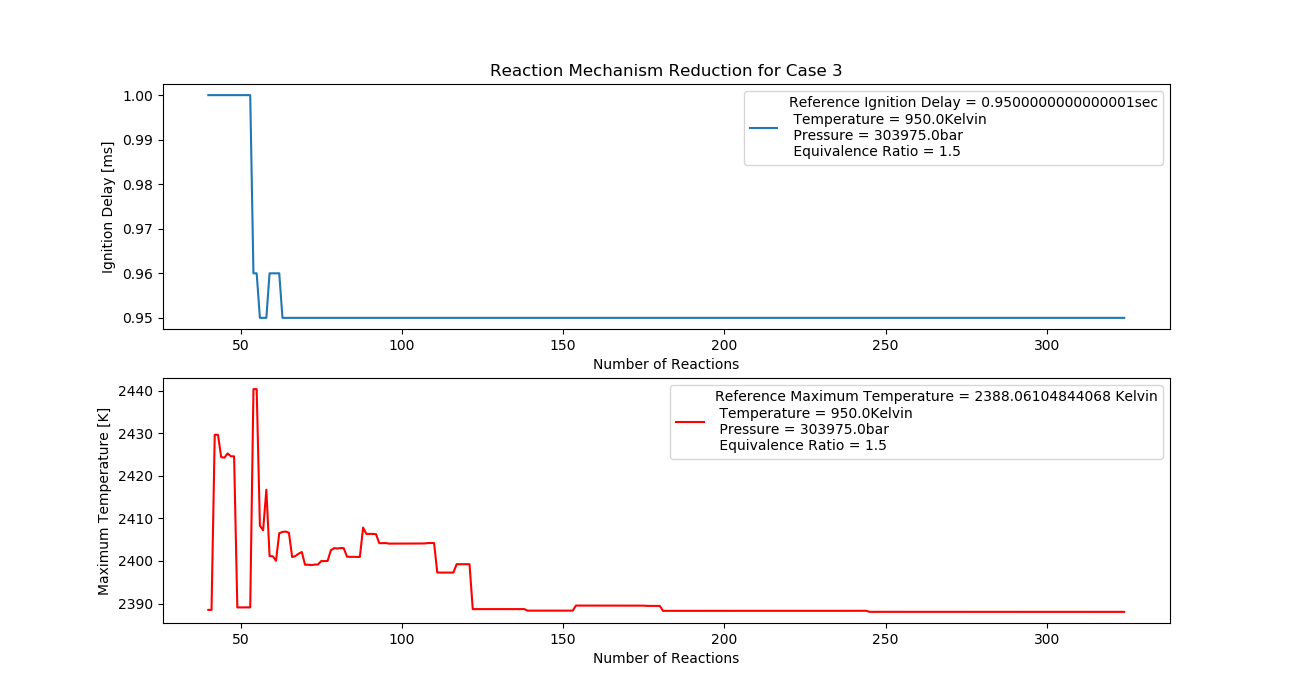 Reaction Mechanism Reduction for Case 3
1.00
0.99
0.98
0.97
0.96
0.95
Ignition Delay [ms]
Reference Ignition Delay = 0.9500000000000001sec
Temperature = 950.0Kelvin
Pressure = 303975.0bar
Equivalence Ratio = 1.5
50 100 150 200 250 300
Number of Reactions
2440
2430
2420
2410
2400
2390
Maximum Temperature [K]
Reference Maximum Temperature = 2388.06104844068 Kelvin
Temperature = 950.0Kelvin
Pressure = 303975.0bar
Equivalence Ratio = 1.5
50 100 150 200 250 300
Number of Reactions